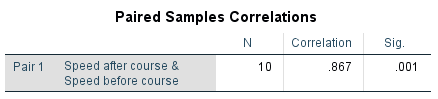 Paired Samples Correlations
N Correlation Sig.
Pair 1 Speed after course & 10 .867 .001
Speed before course